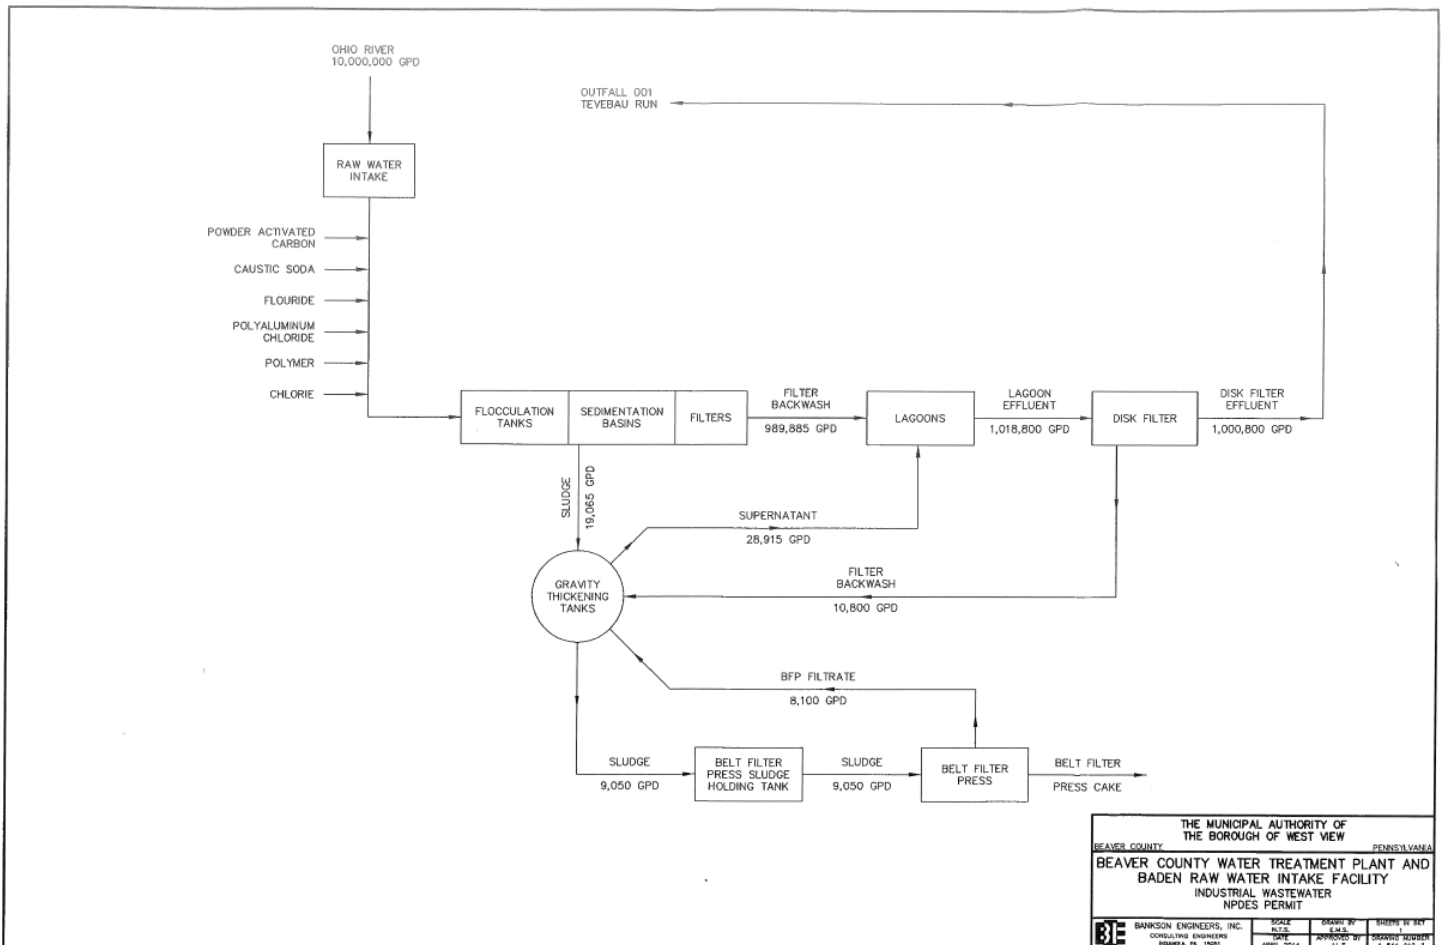 OHIO RIVER
10,000,000 GPD
OUTFALL 001
TEVEBAU RUN
RAW WATER
INTAKE
POWDER ACTIVATED
CARBON
CAUSTIC SODA
FLOURIDE
POLYALUMINUM
CHLORIDE
POLYMER
CHLORIE
FLOCCULATION
TANKS
SEDIMENTATION
BASINS
FILTERS
FILTER
BACKWASH
989,885 GPD
LAGOONS
LAGOON
EFFLUENT
1,018,800 GPD
DISK FILTER
DISK FILTER
EFFLUENT
1,000,800 GPD
SLUDGE
19,065 GPD
SUPERNATANT
28,915 GPD
FILTER
BACKWASH
10,800 GPD
GRAVITY
THICKENING
TANKS
BFP FILTRATE
8,100 GPD
SLUDGE
9,050 GPD
BELT FILTER
PRESS SLUDGE
HOLDING TANK
SLUDGE
9,050 GPD
BELT FILTER
PRESS
BELT FILTER
PRESS CAKE
THE MUNICIPAL AUTHORITY OF
THE BOROUGH OF WEST VIEW
BEAVER COUNTY PENNSYLVANIA
BEAVER COUNTY WATER TREATMENT PLANT AND
BADEN RAW WATER INTAKE FACILITY
INDUSTRIAL WASTEWATER
NPDES PERMIT
BANKSON ENGINEERS, INC.
CONSULTING ENGINEERS
SCALE
N.T.S.
DATE
DRAWN BY
E.M.S.
APPROVED BY
SHEETS IN SET
1
DRAWING NUMBER